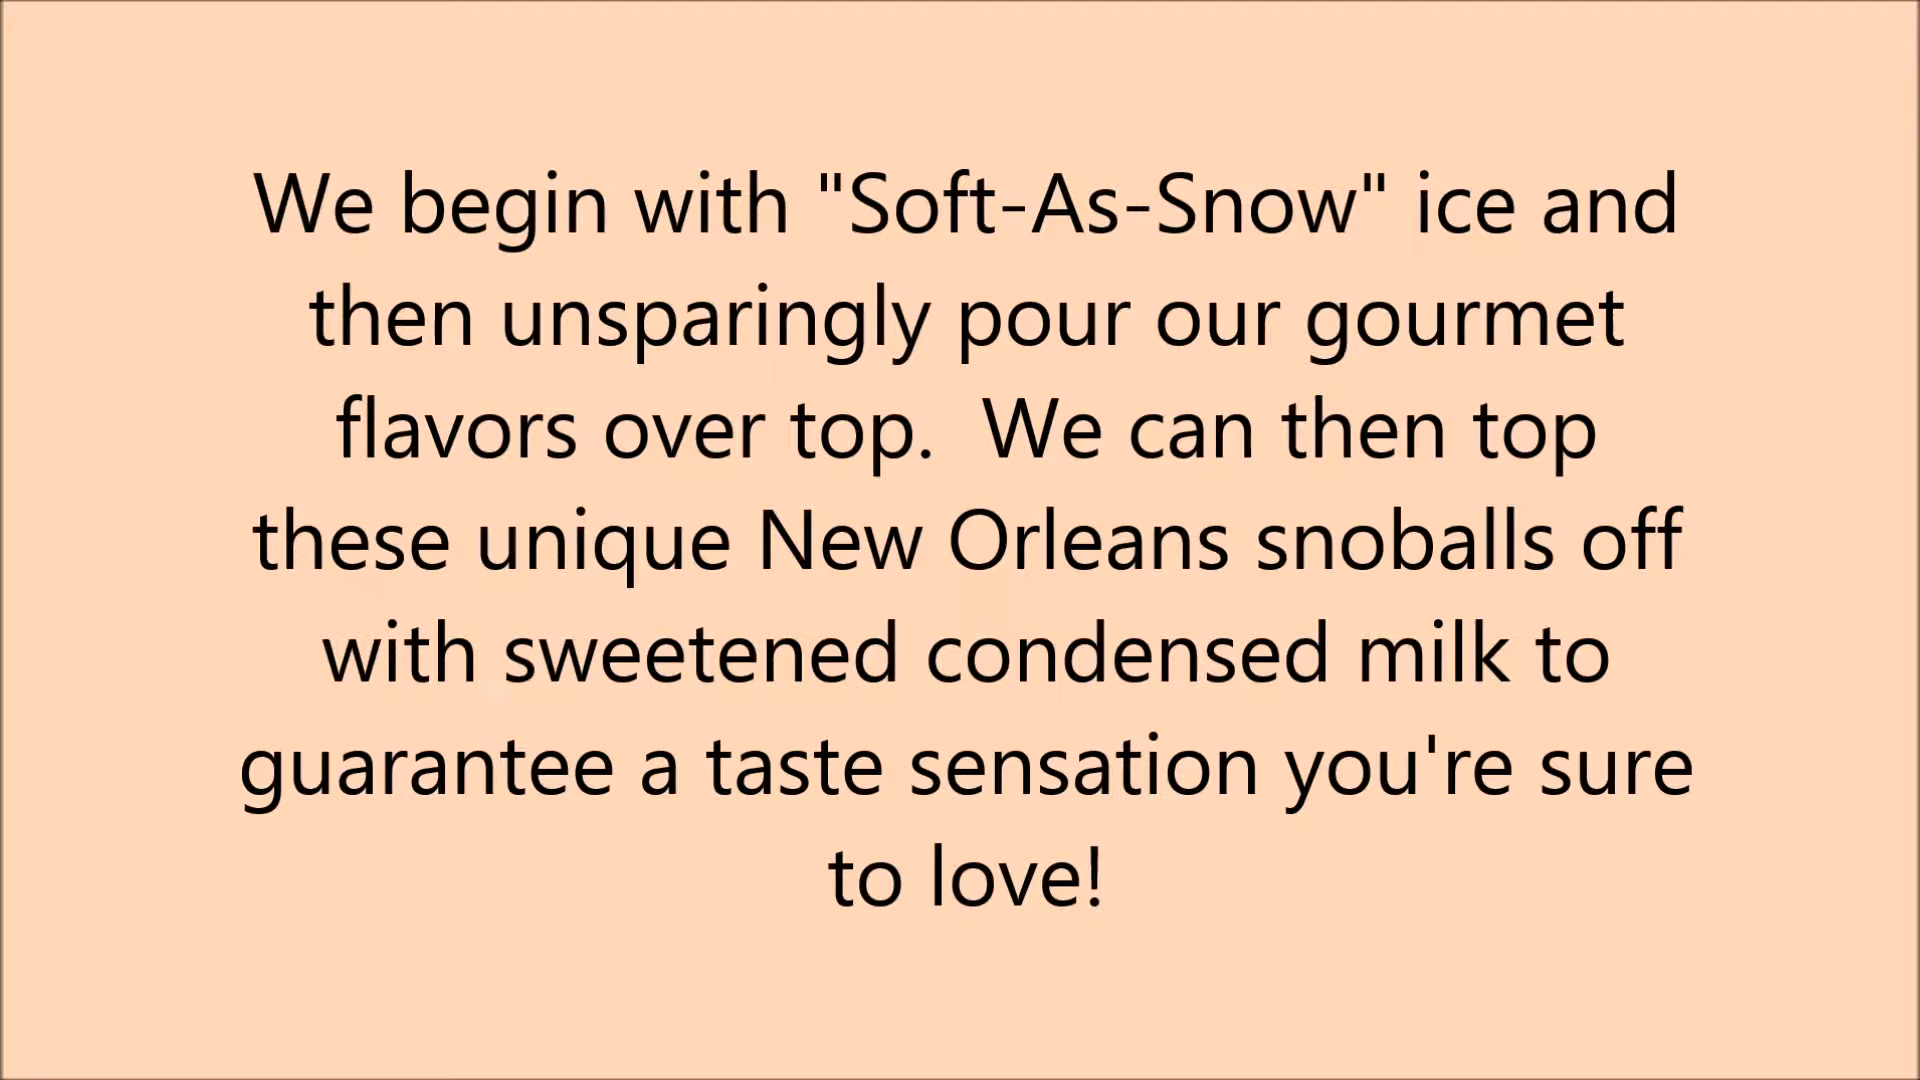 We begin with "Soft-As-Snow" ice and
then unsparingly pour our gourmet
flavors over top.  We can then top
these unique New Orleans snoballs off
with sweetened condensed milk to
guarantee a taste sensation you're sure
to love!